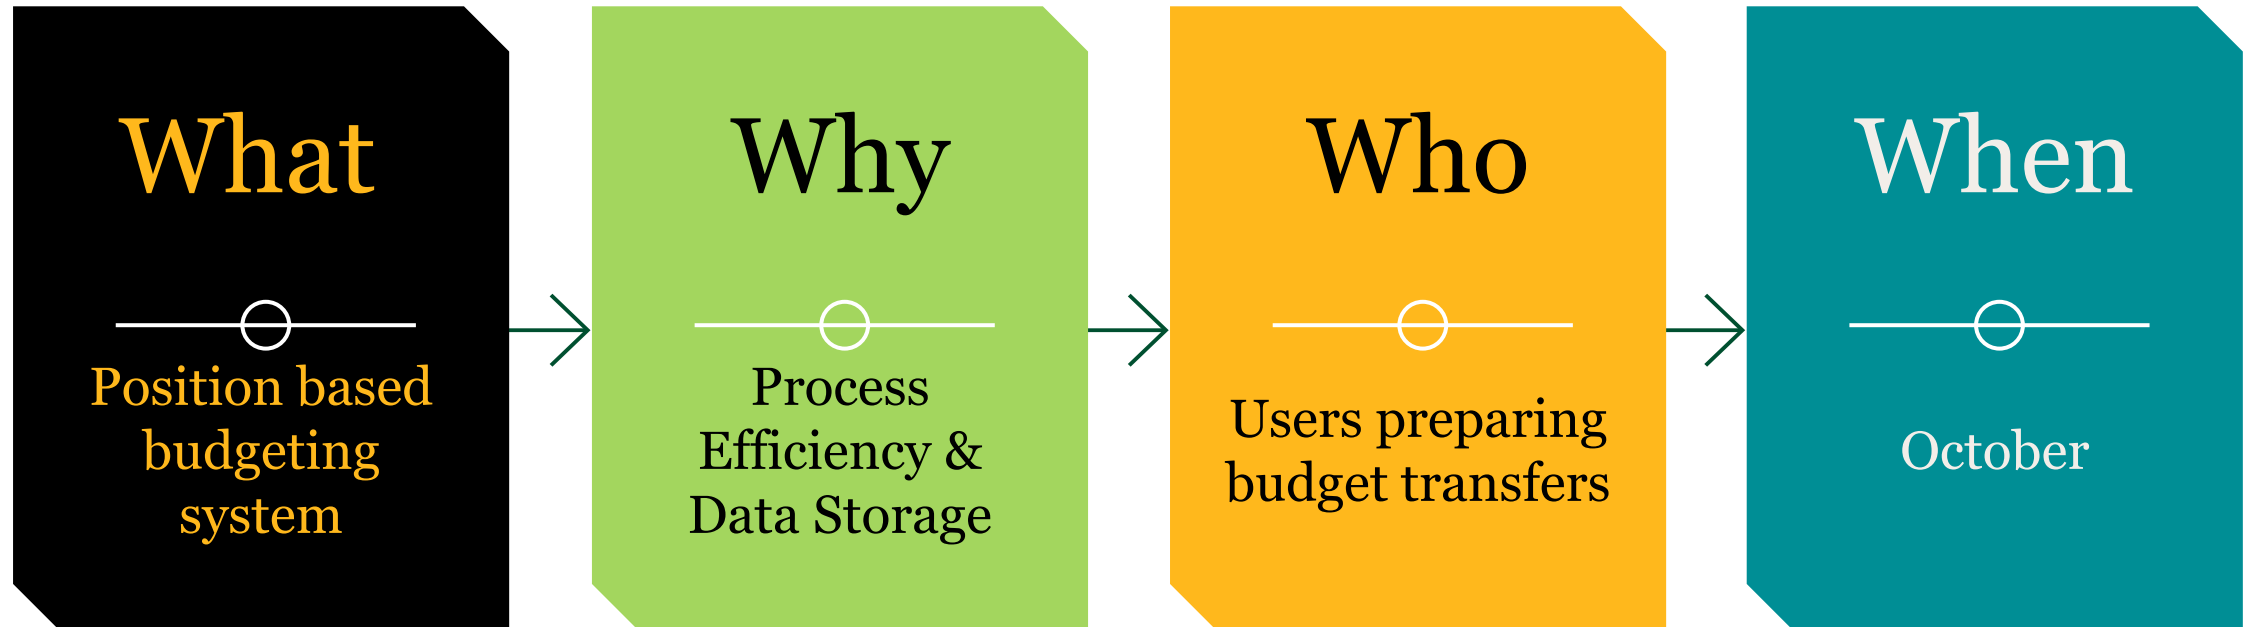 What
Position based
budgeting
system
Why
Process
Efficiency &
Data Storage
Who
Users preparing
budget transfers
When
October